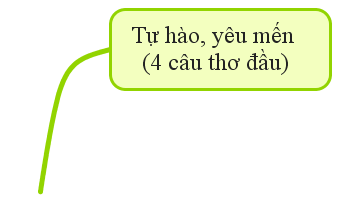 Tự hào, yêu mến
(4 câu thơ đầu)